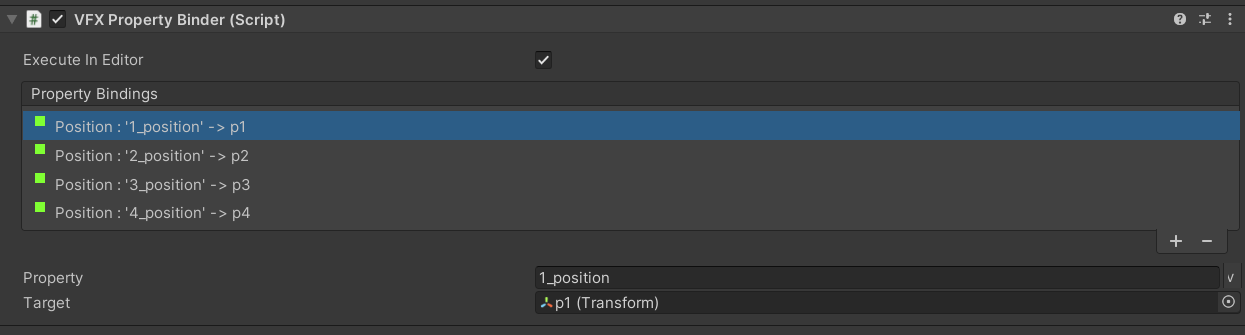 VFX Property Binder (Script)
Execute In Editor
Property Bindings
Position : '1_position' -> p1
Position : '2_position' -> p2
Position : '3_position' -> p3
Position : '4_position' -> p4
+ −
Property 1_position v
Target p1 (Transform)